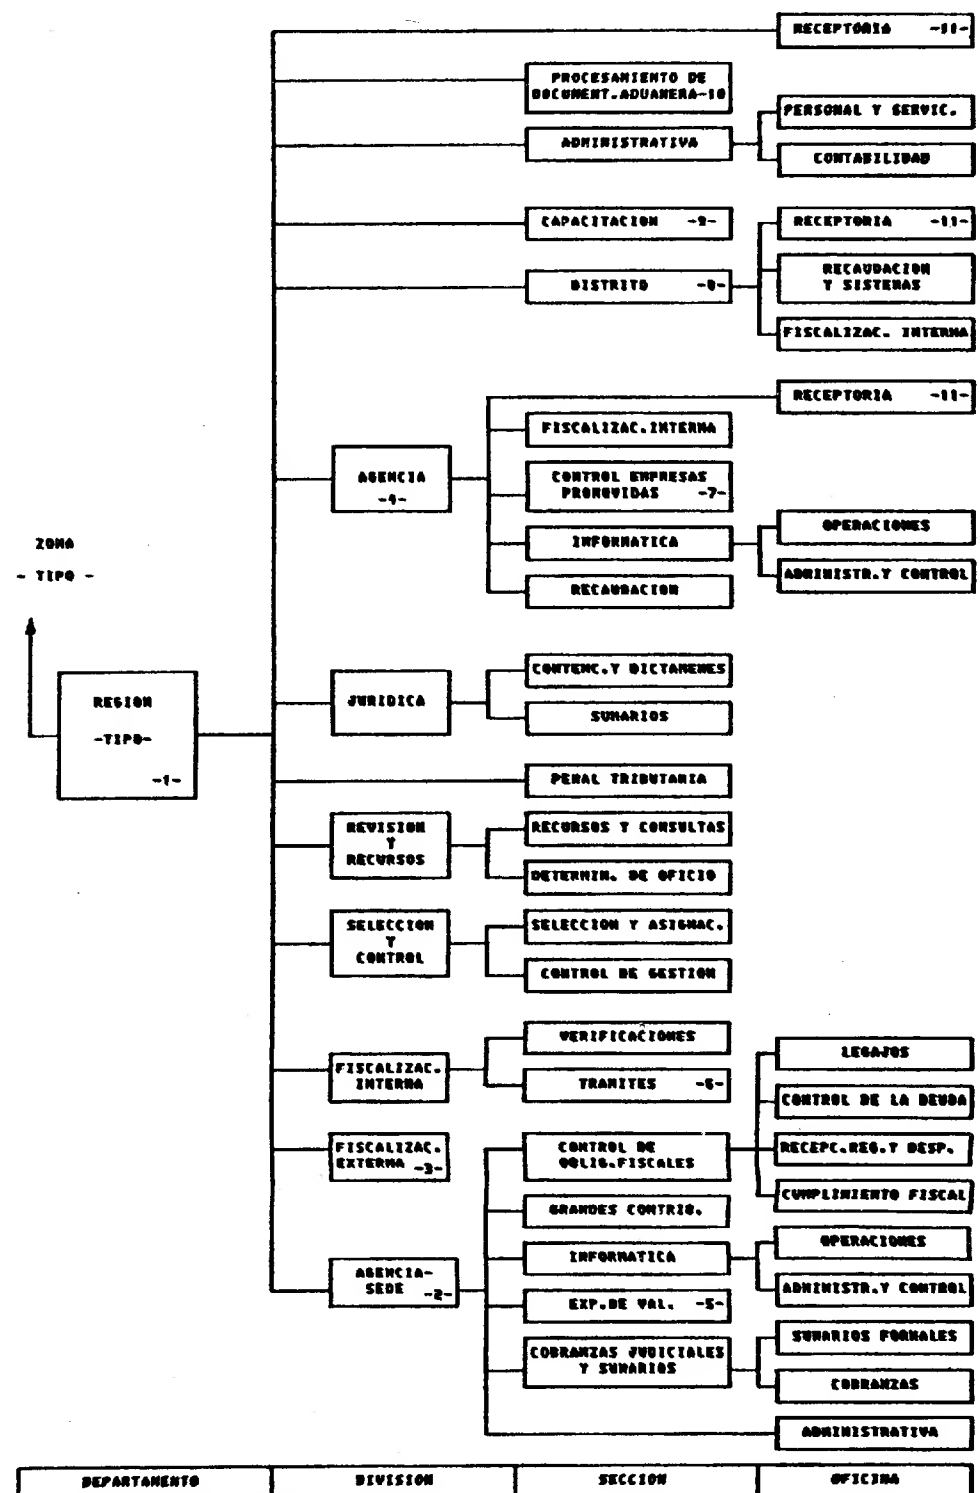 RECEPTORIA -11-
PROCESAMIENTO DE
DOCUMENT.ADUANERA-10
ADMINISTRATIVA
PERSONAL Y SERVIC.
CONTABILIDAD
CAPACITACION -9-
DISTRITO -8-
RECEPTORIA -11-
RECAUDACION
Y SISTEMAS
FISCALIZAC. INTERNA
RECEPTORIA -11-
AGENCIA
-4-
FISCALIZAC.INTERNA
CONTROL EMPRESAS
PROMOVIDAS -7-
INFORMATICA
RECAUDACION
OPERACIONES
ADMINISTR.Y CONTROL
ZONA
- TIPO -
REGION
-TIPO-
-1-
JURIDICA
CONTENC.Y DICTAMENES
SUMARIOS
PENAL TRIBUTARIA
REVISION
Y
RECURSOS
RECURSOS Y CONSULTAS
DETERMIN. DE OFICIO
SELECCION
Y
CONTROL
SELECCION Y ASIGNAC.
CONTROL DE GESTION
FISCALIZAC.
INTERNA
VERIFICACIONES
TRAMITES -6-
FISCALIZAC.
EXTERNA -3-
AGENCIA-
SEDE -2-
CONTROL DE
OBLIG.FISCALES
LEGAJOS
CONTROL DE LA DEUDA
RECEPC.REG.Y DESP.
CUMPLIMIENTO FISCAL
GRANDES CONTRIB.
INFORMATICA
OPERACIONES
ADMINISTR.Y CONTROL
EXP.DE VAL. -5-
COBRANZAS JUDICIALES
Y SUMARIOS
SUMARIOS FORMALES
COBRANZAS
ADMINISTRATIVA
DEPARTAMENTO DIVISION SECCION OFICINA